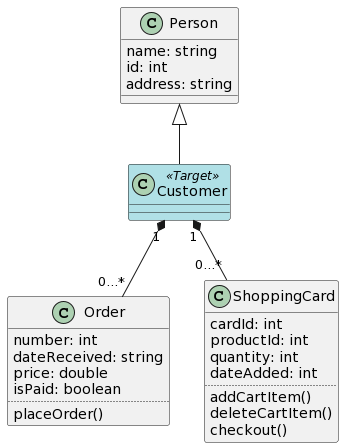 C Person
name: string
id: int
address: string
«Target»
C Customer
1
1
0...*
0...*
C Order
number: int
dateReceived: string
price: double
isPaid: boolean
placeOrder()
C ShoppingCard
cardId: int
productId: int
quantity: int
dateAdded: int
addCartItem()
deleteCartItem()
checkout()